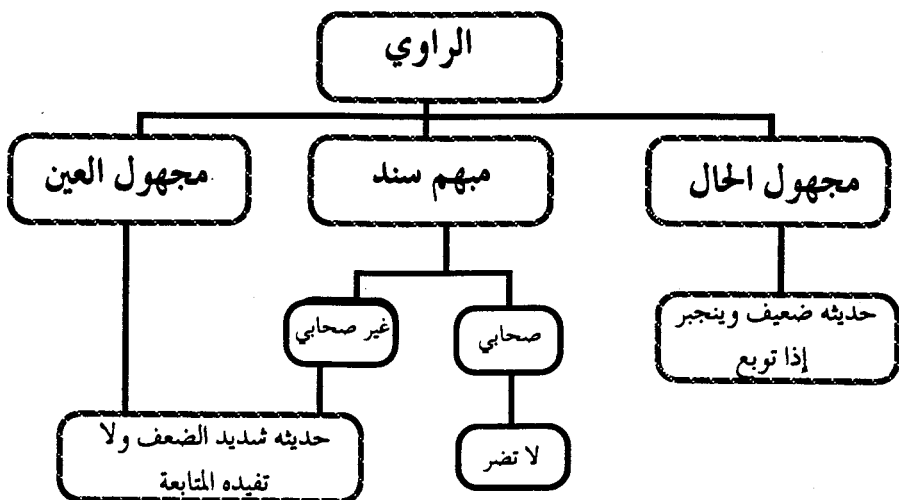 الراوي
مجهول الحال
مبهم سند
مجهول العين
حديثه ضعيف وينجبر
إذا توبع
صحابي
غير صحابي
لا تضر
حديثه شديد الضعف ولا
تفيده المتابعة